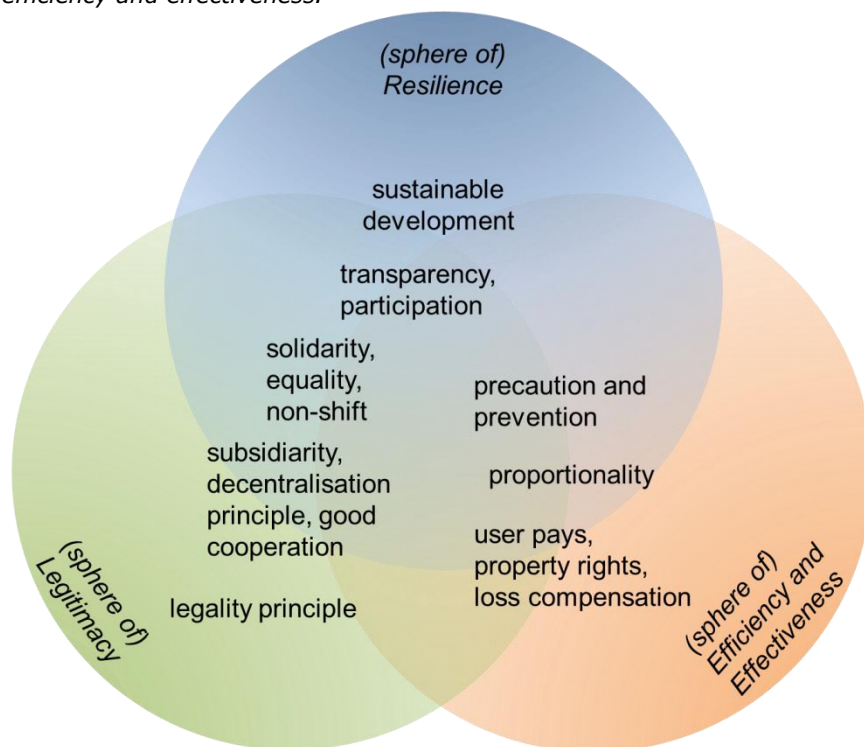 efficiency and effectiveness.
(sphere of)
Resilience
sustainable
development
transparency,
participation
solidarity,
equality,
non-shift
precaution and
prevention
subsidiarity,
decentralisation
principle, good
cooperation
proportionality
user pays,
property rights,
loss compensation
legality principle
(sphere of)
Legitimacy
(sphere of)
Efficiency and
Effectiveness